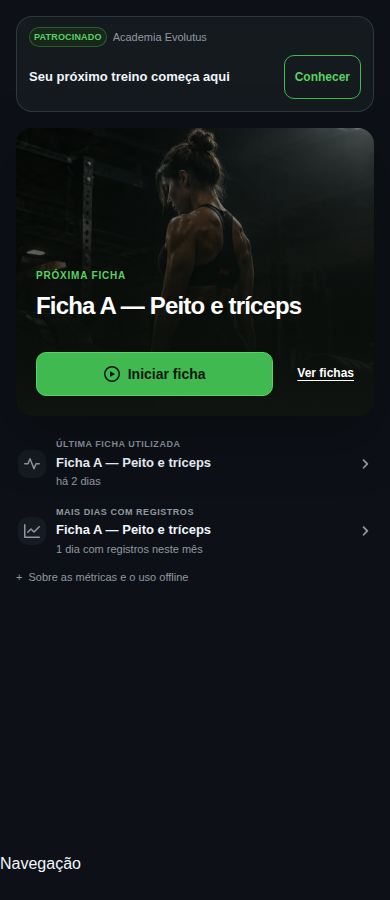 PATROCINADO Academia Evolutus
Seu próximo treino começa aqui
Conhecer
PRÓXIMA FICHA
Ficha A — Peito e tríceps
Iniciar ficha
Ver fichas
ÚLTIMA FICHA UTILIZADA
Ficha A — Peito e tríceps
há 2 dias
MAIS DIAS COM REGISTROS
Ficha A — Peito e tríceps
1 dia com registros neste mês
+ Sobre as métricas e o uso offline
Navegação